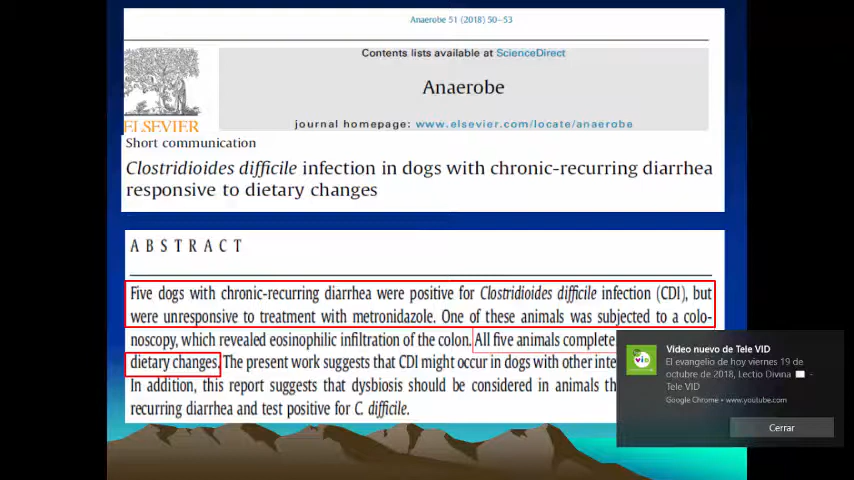 Anaerobe 51 (2018) 50–53
Contents lists available at ScienceDirect
Anaerobe
ELSEVIER
journal homepage: www.elsevier.com/locate/anaerobe
Short communication
Clostridioides difficile infection in dogs with chronic-recurring diarrhea
responsive to dietary changes
ABSTRACT
Five dogs with chronic-recurring diarrhea were positive for Clostridioides difficile infection (CDI), but
were unresponsive to treatment with metronidazole. One of these animals was subjected to a colo-
noscopy, which revealed eosinophilic infiltration of the colon. All five animals complete
dietary changes. The present work suggests that CDI might occur in dogs with other inte
In addition, this report suggests that dysbiosis should be considered in animals th
recurring diarrhea and test positive for C. difficile.
Video nuevo de Tele VID
El evangelio de hoy viernes 19 de
octubre de 2018, Lectio Divina -
Tele VID
Google Chrome • www.youtube.com
Cerrar